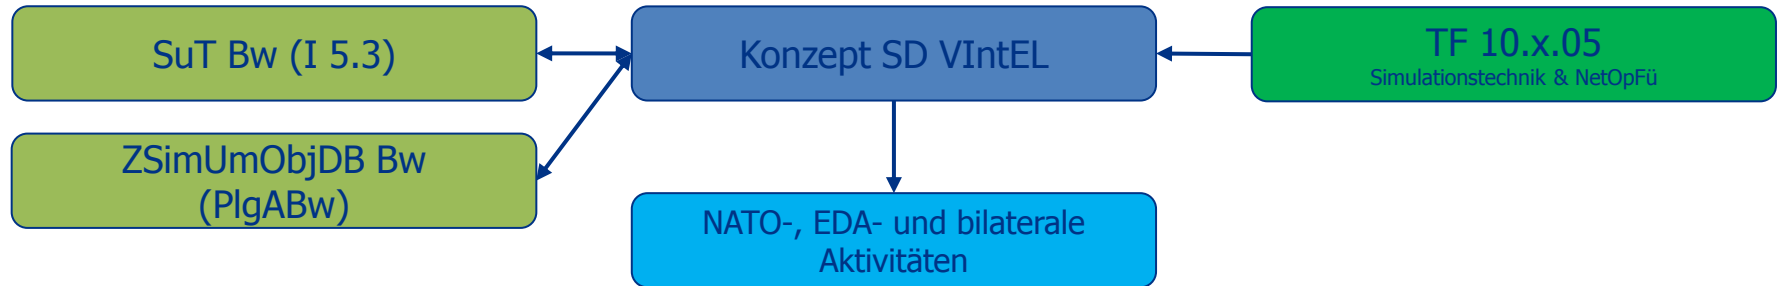 SuT Bw (I 5.3)
Konzept SD VIntEL
TF 10.x.05
Simulationstechnik & NetOpFü
ZSimUmObjDB Bw
(PlgABw)
NATO-, EDA- und bilaterale
Aktivitäten